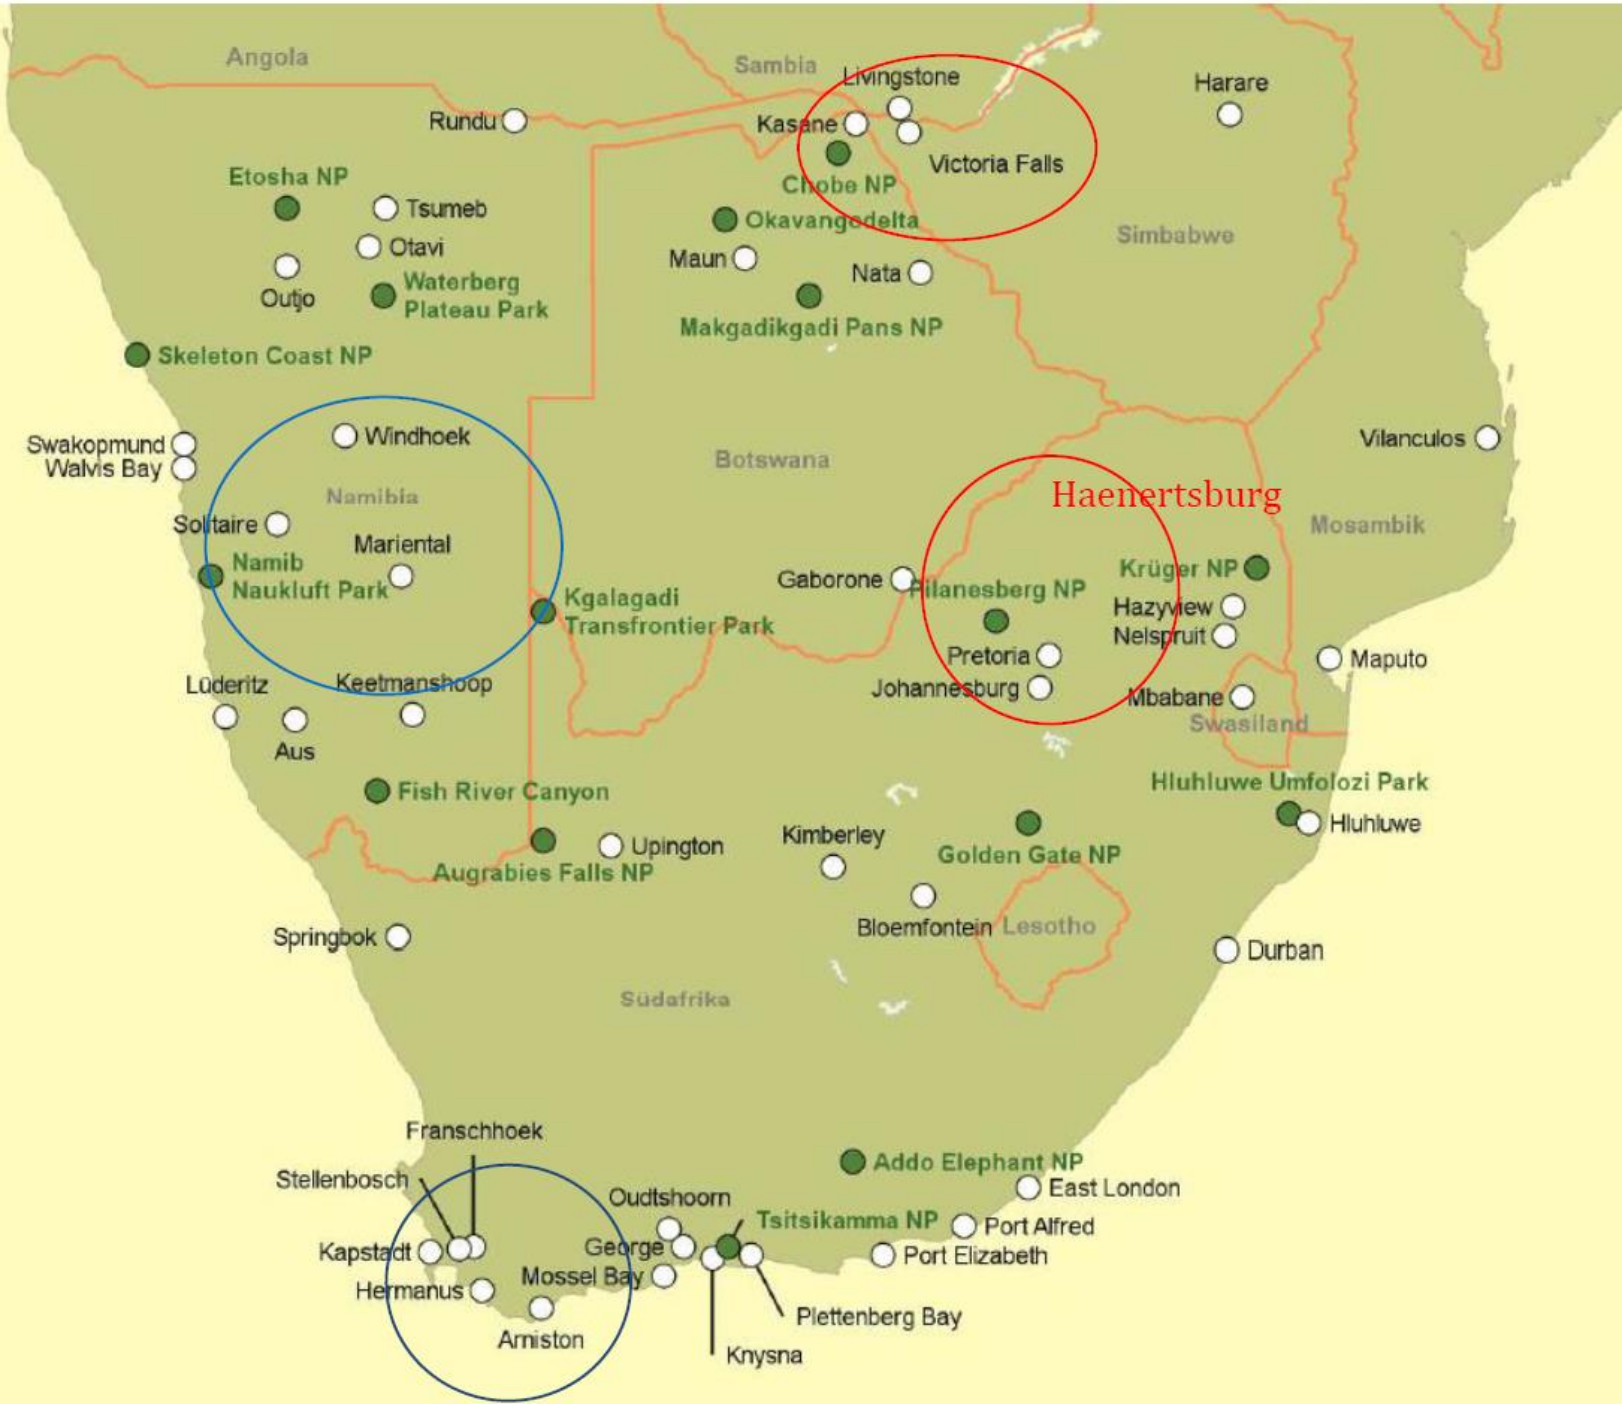 Angola
Sambia
Livingstone
Harare
Rundu
Kasane
Victoria Falls
Etosha NP
Chobe NP
Tsumeb
Okavangodelta
Simbabwe
Otavi
Maun
Nata
Outjo
Waterberg
Plateau Park
Makgadikgadi Pans NP
Skeleton Coast NP
Swakopmund
Walvis Bay
Windhoek
Vilanculos
Botswana
Namibia
Haenertsburg
Solitaire
Mosambik
Mariental
Namib
Naukluft Park
Gaborone
Krüger NP
Pilanesberg NP
Kgalagadi
Transfrontier Park
Hazyview
Nelspruit
Pretoria
Maputo
Lüderitz
Keetmanshoop
Johannesburg
Mbabane
Swasiland
Aus
Fish River Canyon
Hluhluwe Umfolozi Park
Hluhluwe
Kimberley
Upington
Golden Gate NP
Augrabies Falls NP
Bloemfontein
Lesotho
Springbok
Durban
Südafrika
Franschhoek
Stellenbosch
Addo Elephant NP
East London
Oudtshoorn
Tsitsikamma NP
Port Alfred
Kapstadt
George
Port Elizabeth
Hermanus
Mossel Bay
Plettenberg Bay
Arniston
Knysna